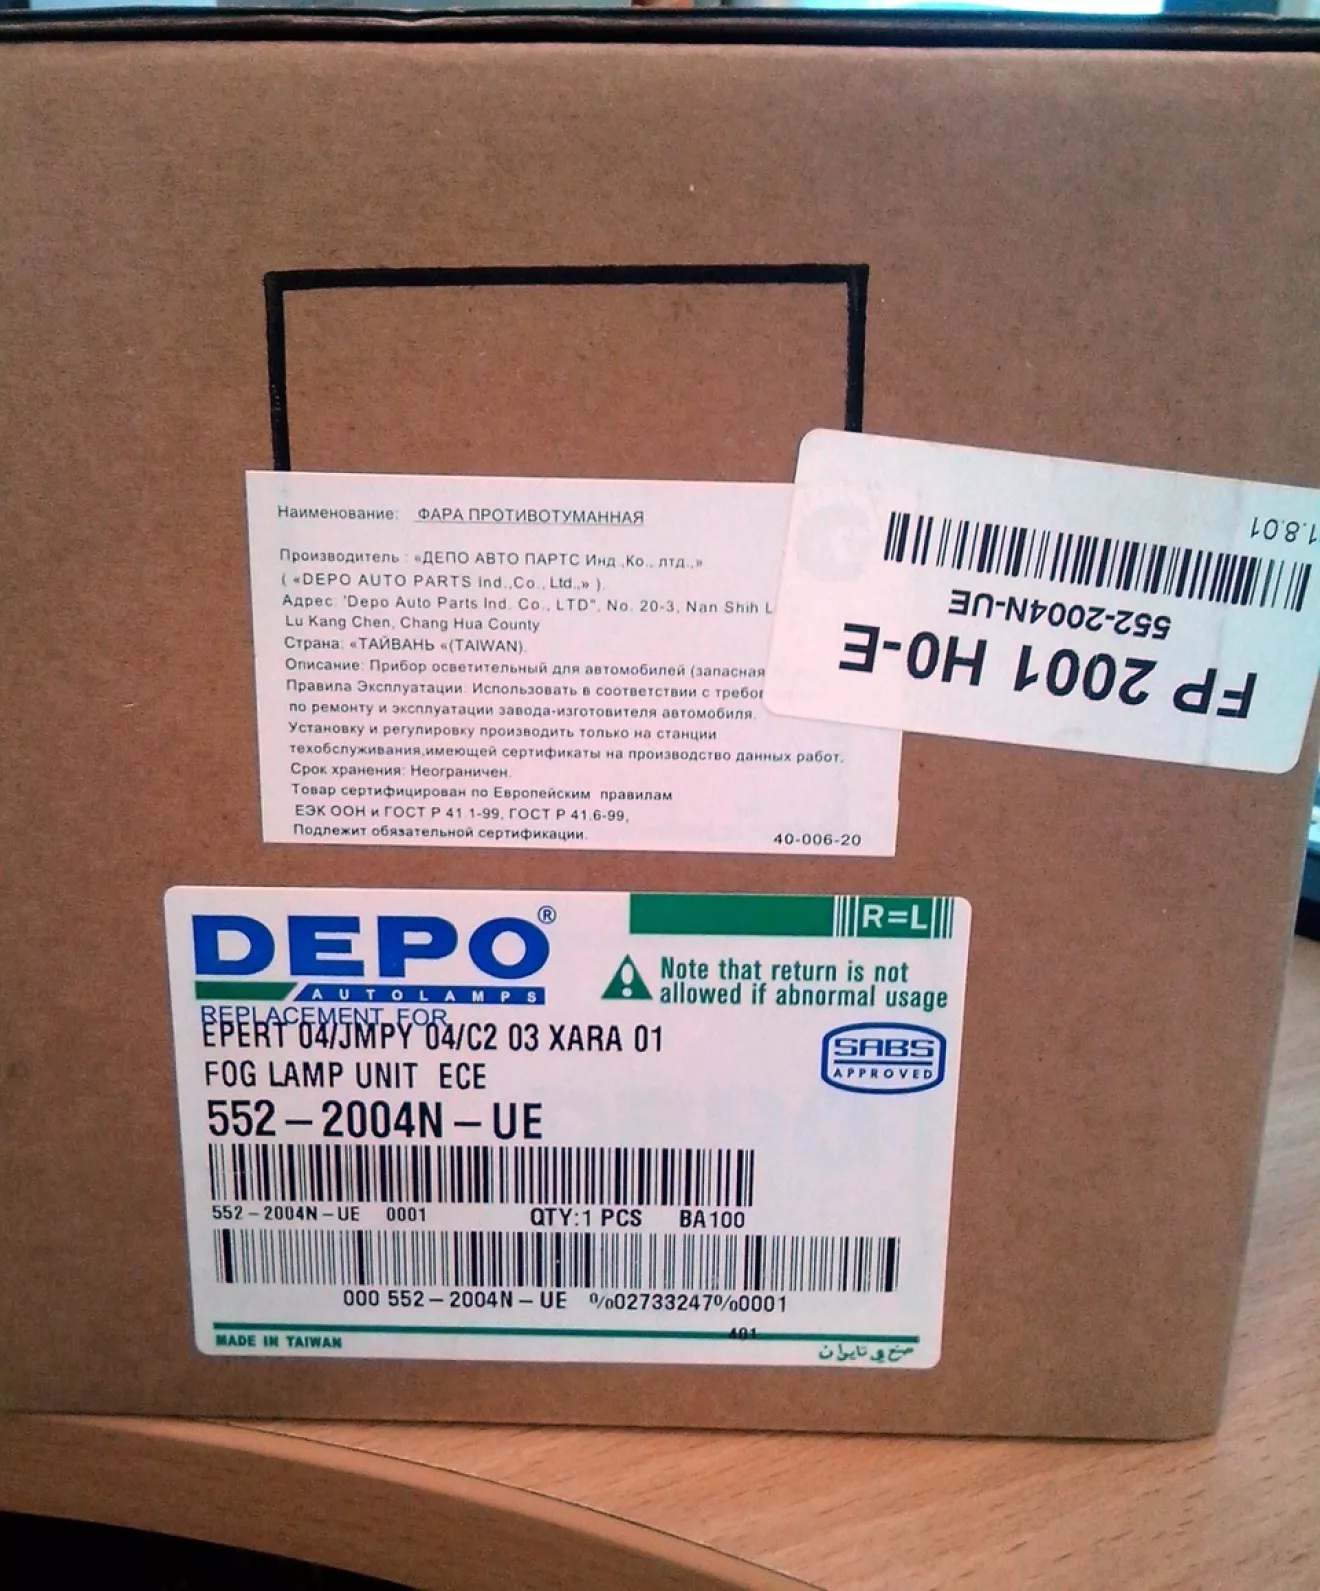 Наименование: ФАРА ПРОТИВОТУМАННАЯ
Производитель : «ДЕПО АВТО ПАРТС Инд.,Ко., лтд.,»
( «DEPO AUTO PARTS Ind.,Co., Ltd.,» ).
Адрес: 'Depo Auto Parts Ind. Co., LTD", No. 20-3, Nan Shih
Lu Kang Chen, Chang Hua County
Страна: «ТАЙВАНЬ «(TAIWAN).
Описание: Прибор осветительный для автомобилей (запасная
Правила Эксплуатации: Использовать в соответствии с
по ремонту и эксплуатации завода-изготовителя автомобиля.
Установку и регулировку производить только на станции
техобслуживания,имеющей сертификаты на производство данных работ.
Срок хранения: Неограничен.
Товар сертифицирован по Европейским правилам
ЕЭК ООН и ГОСТ Р 41.1-99, ГОСТ Р 41.6-99,
Подлежит обязательной сертификации.
40-006-20
FP 2001 H0-E
552-2004N-UE
1.8.01
DEPO®
AUTOLAMPS
R=L
Note that return is not
allowed if abnormal usage
REPLACEMENT FOR
EPERT 04/JMPY 04/C2 03 XARA 01
FOG LAMP UNIT ECE
SABS
APPROVED
552-2004N-UE
552-2004N-UE 0001 QTY:1 PCS BA100
000 552-2004N-UE %02733247%0001
401
MADE IN TAIWAN
صنع في تايوان